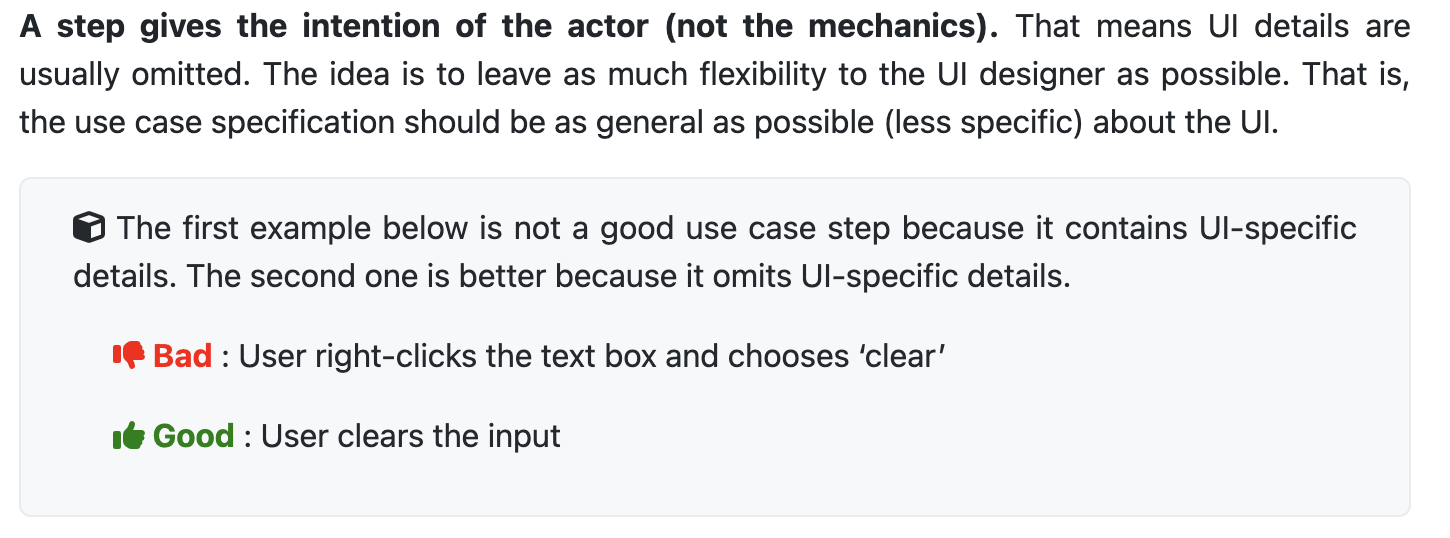 A step gives the intention of the actor (not the mechanics). That means UI details are
usually omitted. The idea is to leave as much flexibility to the UI designer as possible. That is,
the use case specification should be as general as possible (less specific) about the UI.
The first example below is not a good use case step because it contains UI-specific
details. The second one is better because it omits UI-specific details.
Bad : User right-clicks the text box and chooses ‘clear’
Good : User clears the input